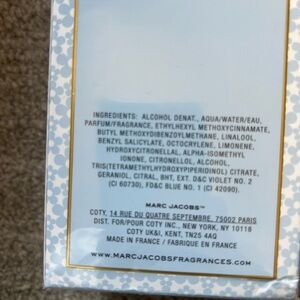 INGREDIENTS: ALCOHOL DENAT., AQUA/WATER/EAU,
PARFUM/FRAGRANCE, ETHYLHEXYL METHOXYCINNAMATE,
BUTYL METHOXYDIBENZOYLMETHANE, LINALOOL,
BENZYL SALICYLATE, OCTOCRYLENE, LIMONENE,
HYDROXYCITRONELLAL, ALPHA-ISOMETHYL
IONONE, CITRONELLOL, ALCOHOL,
TRIS(TETRAMETHYLHYDROXYPIPERIDINOL) CITRATE,
GERANIOL, CITRAL, BHT, EXT. D&C VIOLET NO. 2
(CI 60730), FD&C BLUE NO. 1 (CI 42090).
MARC JACOBS™
COTY, 14 RUE DU QUATRE SEPTEMBRE, 75002 PARIS
DIST. FOR/POUR COTY INC., NEW YORK, NY 10118
COTY UK&I, KENT, TN25 4AQ
MADE IN FRANCE / FABRIQUÉ EN FRANCE
WWW.MARCJACOBSFRAGRANCES.COM